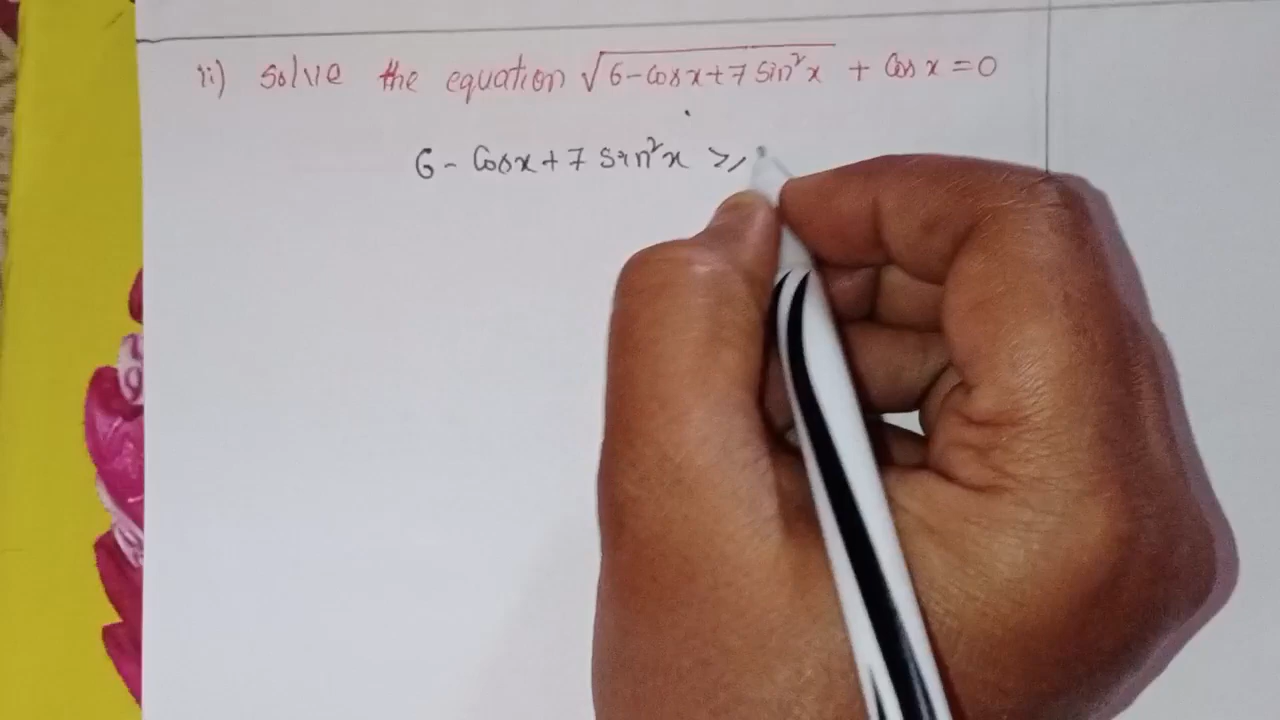 ii) solve the equation √(6-cosx+7sin²x) + cosx=0
6- cosx+7 sin²x ⩾